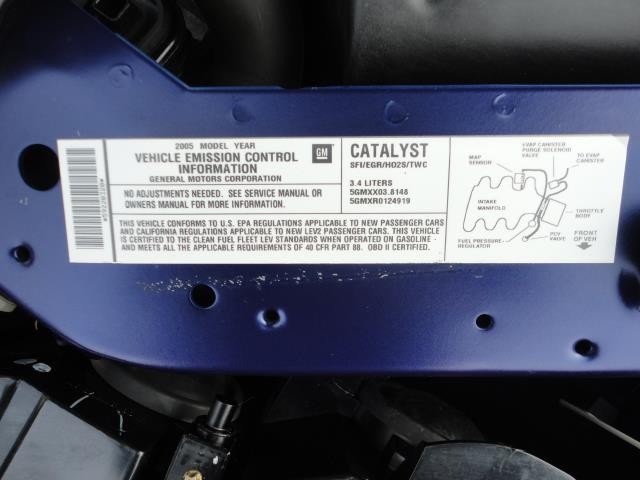 2005 MODEL YEAR
VEHICLE EMISSION CONTROL
INFORMATION
GENERAL MOTORS CORPORATION
GM
NO ADJUSTMENTS NEEDED. SEE SERVICE MANUAL OR
OWNERS MANUAL FOR MORE INFORMATION.
CATALYST
SFI/EGR/HO2S/TWC
3.4 LITERS
5GMXX03.8148
5GMXR0124919
THIS VEHICLE CONFORMS TO U.S. EPA REGULATIONS APPLICABLE TO NEW PASSENGER CARS
AND CALIFORNIA REGULATIONS APPLICABLE TO NEW LEV2 PASSENGER CARS. THIS VEHICLE
IS CERTIFIED TO THE CLEAN FUEL FLEET LEV STANDARDS WHEN OPERATED ON GASOLINE
AND MEETS ALL THE APPLICABLE REQUIREMENTS OF 40 CFR PART 88. OBD II CERTIFIED.
EVAP CANISTER
PURGE SOLENOID
VALVE
TO EVAP
CANISTER
MAP
SENSOR
INTAKE
MANIFOLD
THROTTLE
BODY
FUEL PRESSURE
REGULATOR
PCV
VALVE
FRONT
OF VEH